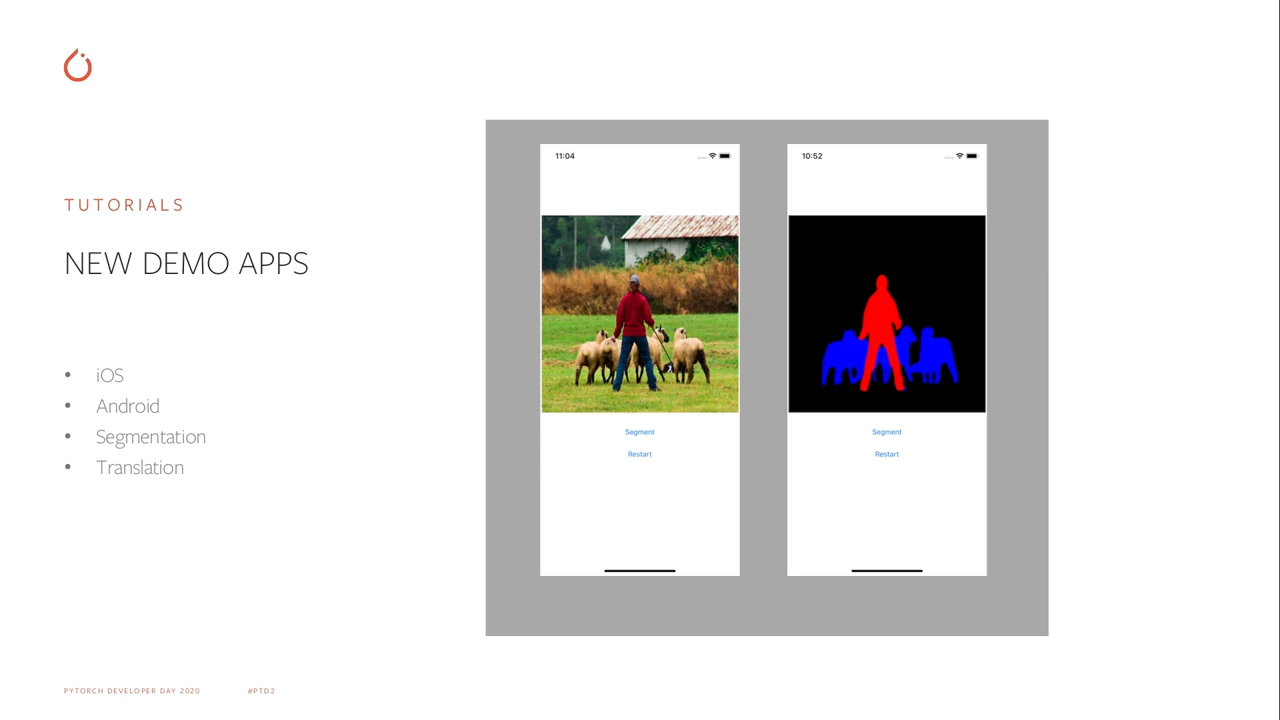 TUTORIALS
NEW DEMO APPS
• iOS
• Android
• Segmentation
• Translation
11:04
Segment
Restart
10:52
Segment
Restart
PYTORCH DEVELOPER DAY 2020
#PTD2